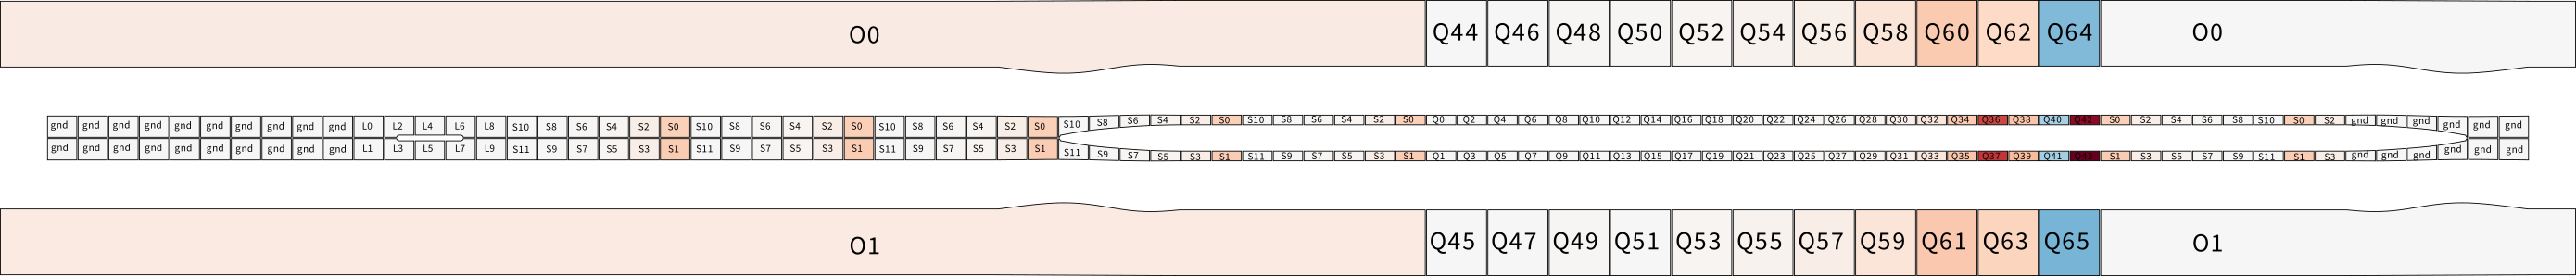 O0 Q44 Q46 Q48 Q50 Q52 Q54 Q56 Q58 Q60 Q62 Q64 O0
gnd gnd gnd gnd gnd gnd gnd gnd gnd gnd L0 L2 L4 L6 L8 S10 S8 S6 S4 S2 S0 S10 S8 S6 S4 S2 S0 S10 S8 S6 S4 S2 S0 S10 S8 S6 S4 S2 S0 S10 S8 S6 S4 S2 S0 Q0 Q2 Q4 Q6 Q8 Q10 Q12 Q14 Q16 Q18 Q20 Q22 Q24 Q26 Q28 Q30 Q32 Q34 Q36 Q38 Q40 Q42 S0 S2 S4 S6 S8 S10 S0 S2 gnd gnd gnd gnd gnd gnd
gnd gnd gnd gnd gnd gnd gnd gnd gnd gnd L1 L3 L5 L7 L9 S11 S9 S7 S5 S3 S1 S11 S9 S7 S5 S3 S1 S11 S9 S7 S5 S3 S1 S11 S9 S7 S5 S3 S1 S11 S9 S7 S5 S3 S1 Q1 Q3 Q5 Q7 Q9 Q11 Q13 Q15 Q17 Q19 Q21 Q23 Q25 Q27 Q29 Q31 Q33 Q35 Q37 Q39 Q41 Q43 S1 S3 S5 S7 S9 S11 S1 S3 gnd gnd gnd gnd gnd gnd
O1 Q45 Q47 Q49 Q51 Q53 Q55 Q57 Q59 Q61 Q63 Q65 O1